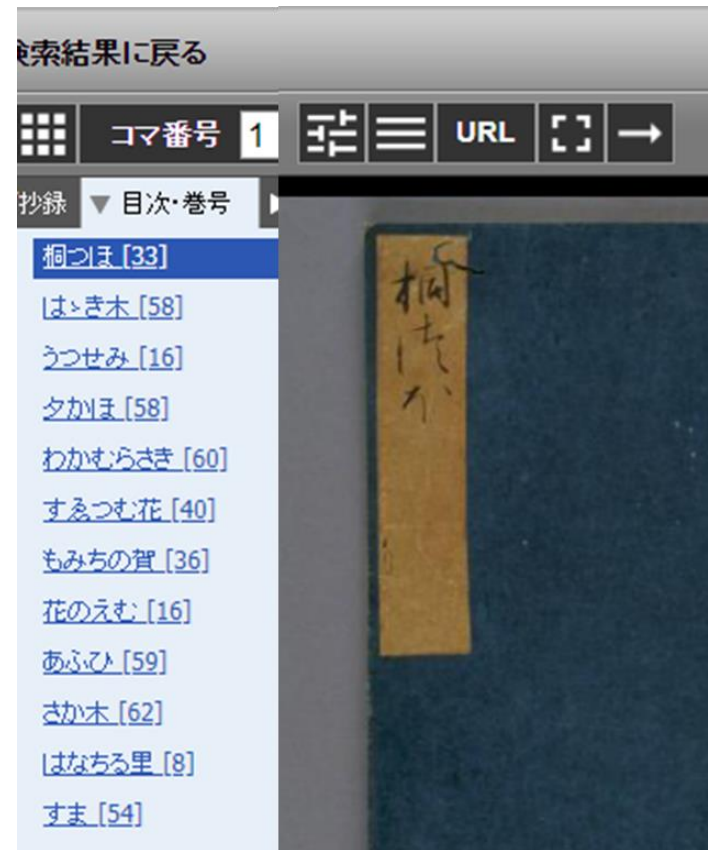 検索結果に戻る
コマ番号 1
URL
抄録 ▼ 目次・巻号
桐つほ [33]
はゝき木 [58]
うつせみ [16]
夕かほ [58]
わかむらさき [60]
すゑつむ花 [40]
もみちの賀 [36]
花のえむ [16]
あふひ [59]
さか木 [62]
はなちる里 [8]
すま [54]
桐つほ